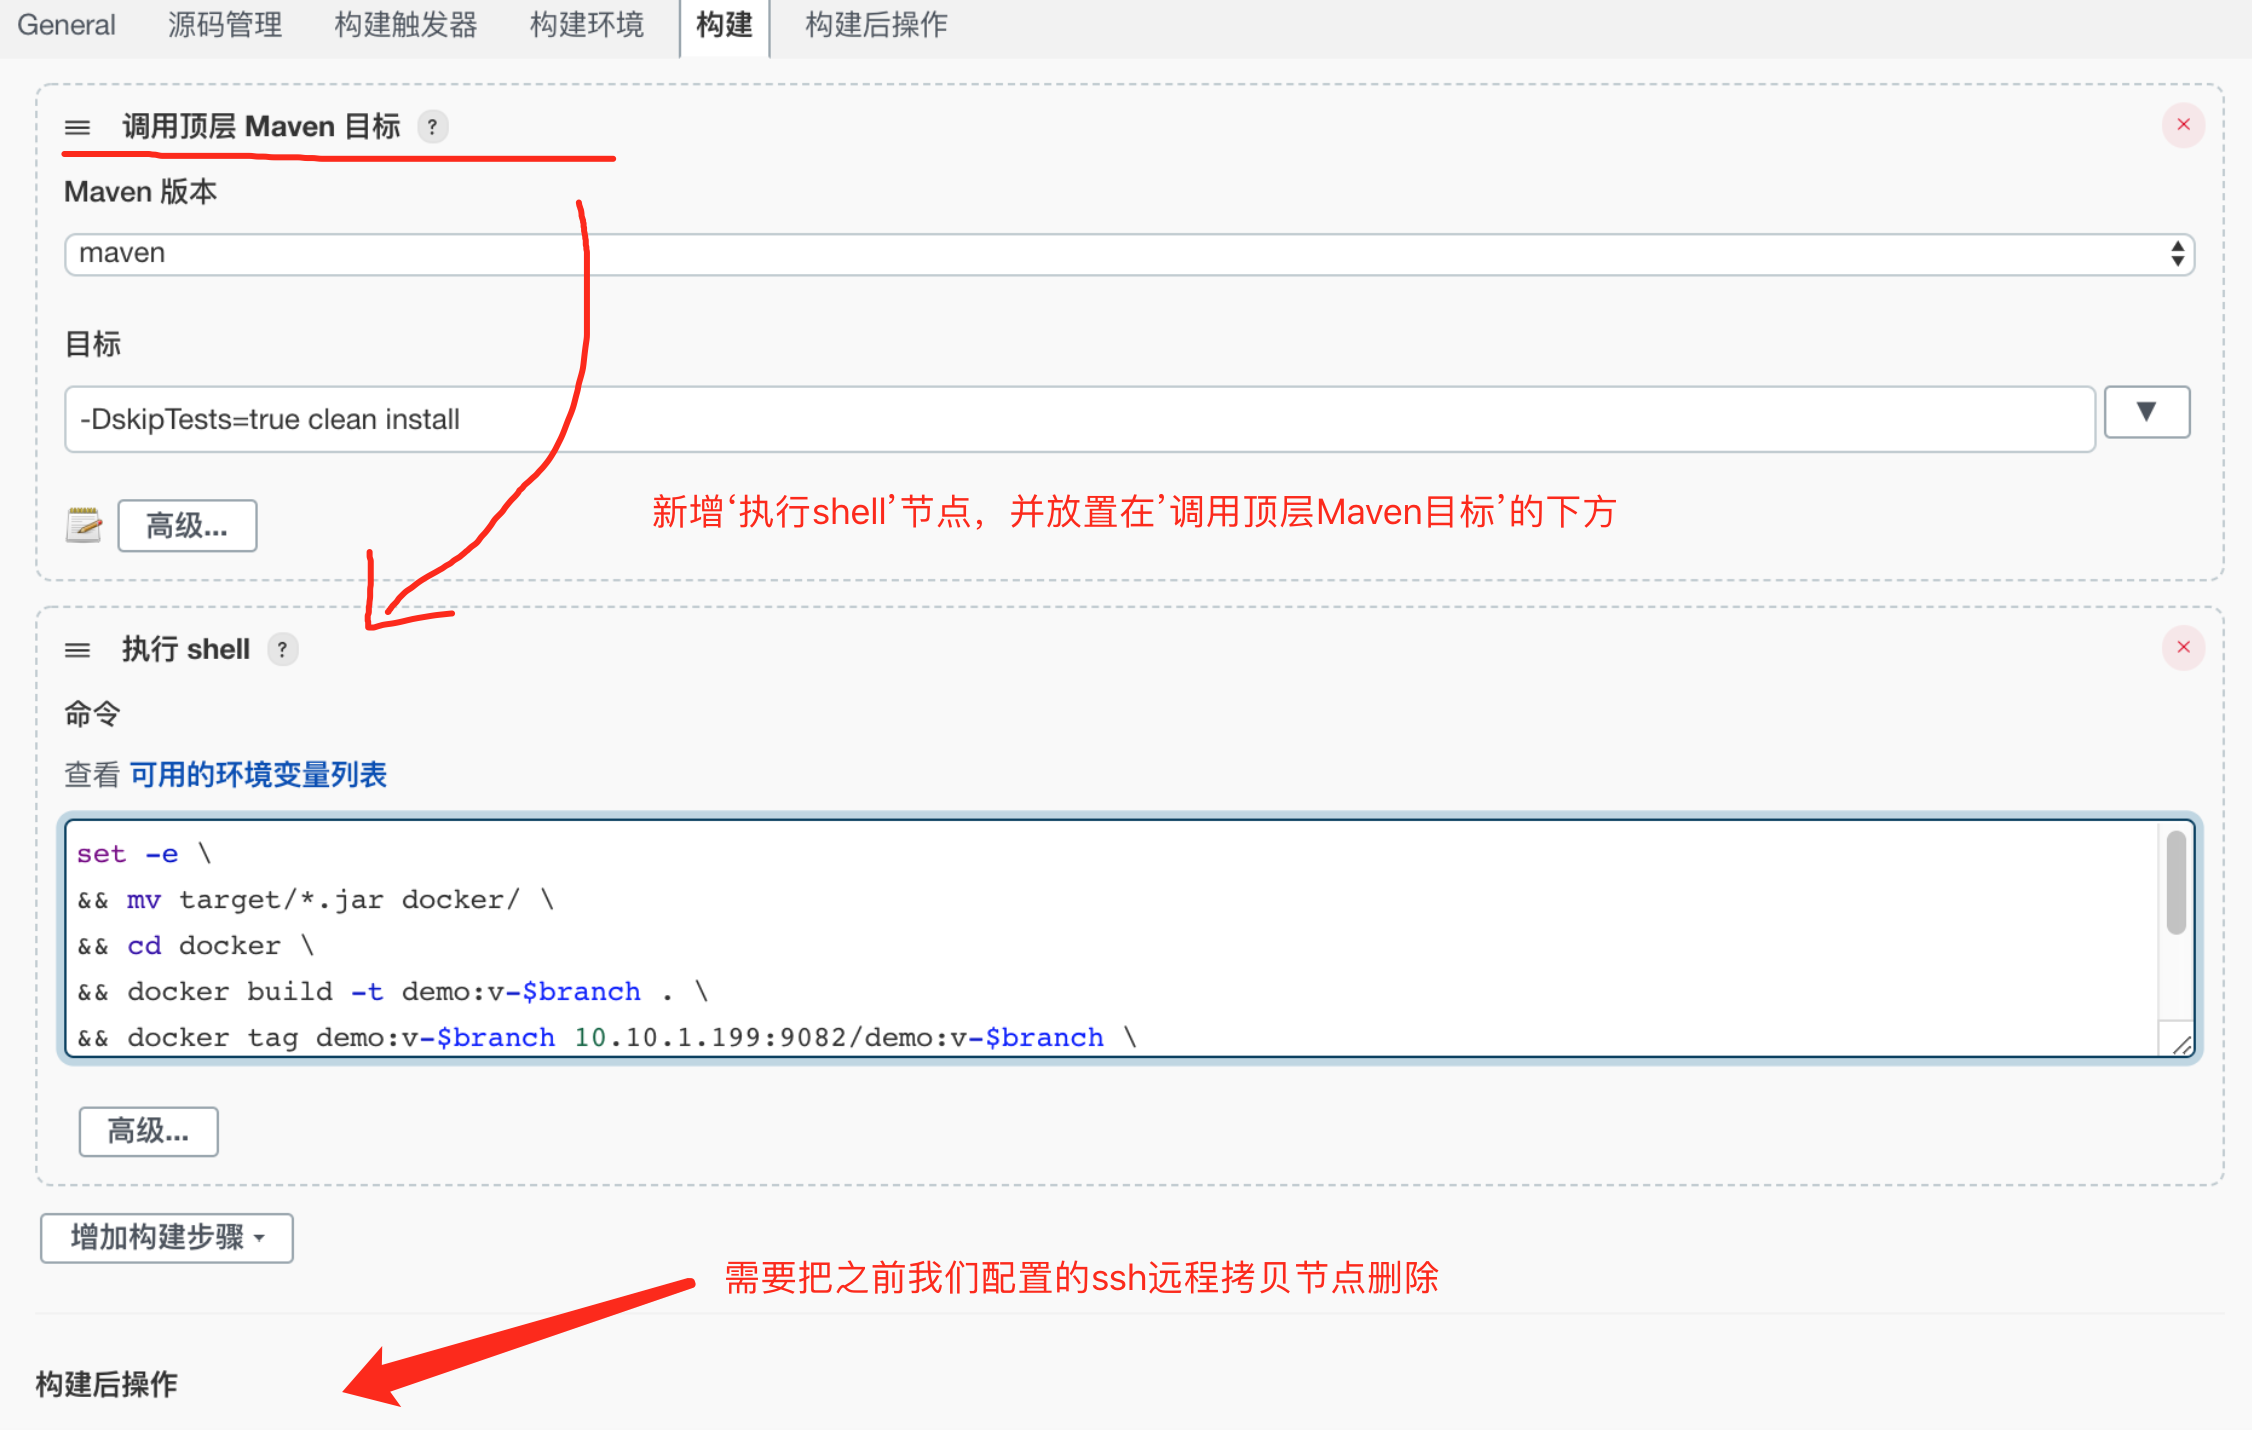 General 源码管理 构建触发器 构建环境 构建 构建后操作
调用顶层 Maven 目标 ?
Maven 版本
maven
目标
-DskipTests=true clean install
新增‘执行shell’节点，并放置在’调用顶层Maven目标’的下方
高级...
执行 shell ?
命令
查看 可用的环境变量列表
set -e \
&& mv target/*.jar docker/ \
&& cd docker \
&& docker build -t demo:v-$branch . \
&& docker tag demo:v-$branch 10.10.1.199:9082/demo:v-$branch \
高级...
增加构建步骤
需要把之前我们配置的ssh远程拷贝节点删除
构建后操作